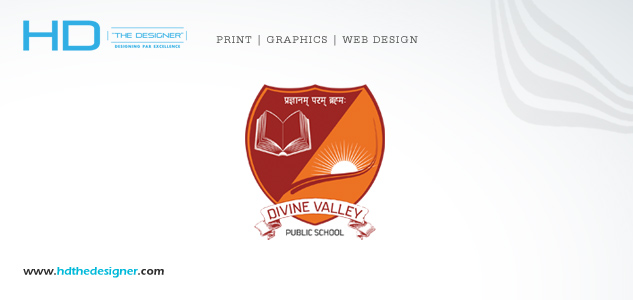 HD
"THE DESIGNER"
DESIGNING PAR EXCELLENCE
PRINT | GRAPHICS | WEB DESIGN
प्रज्ञानम् परम् ब्रह्मः
DIVINE VALLEY
PUBLIC SCHOOL
www.hdthedesigner.com